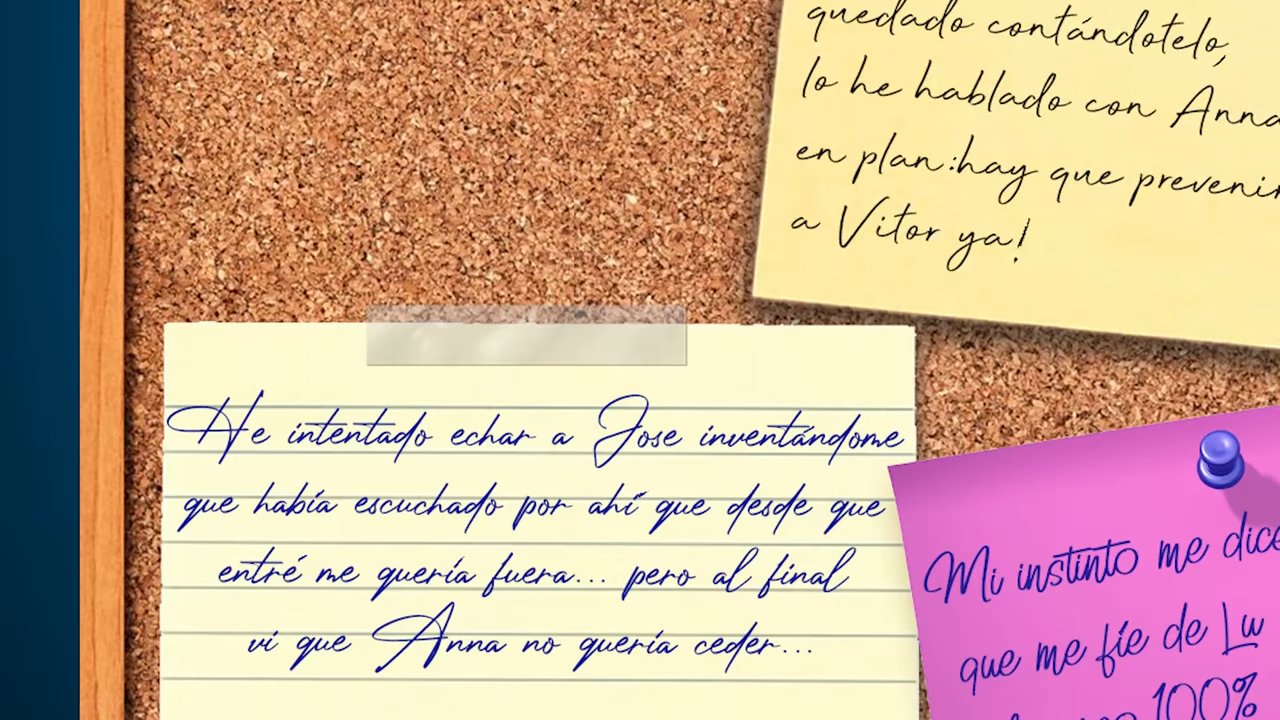 quedado contándotelo,
lo he hablado con Anna
en plan:hay que prevenir
a Vitor ya!
He intentado echar a Jose inventándome
que había escuchado por ahí que desde que
entré me quería fuera... pero al final
vi que Anna no quería ceder...
Mi instinto me dice
que me fíe de Lu
100%